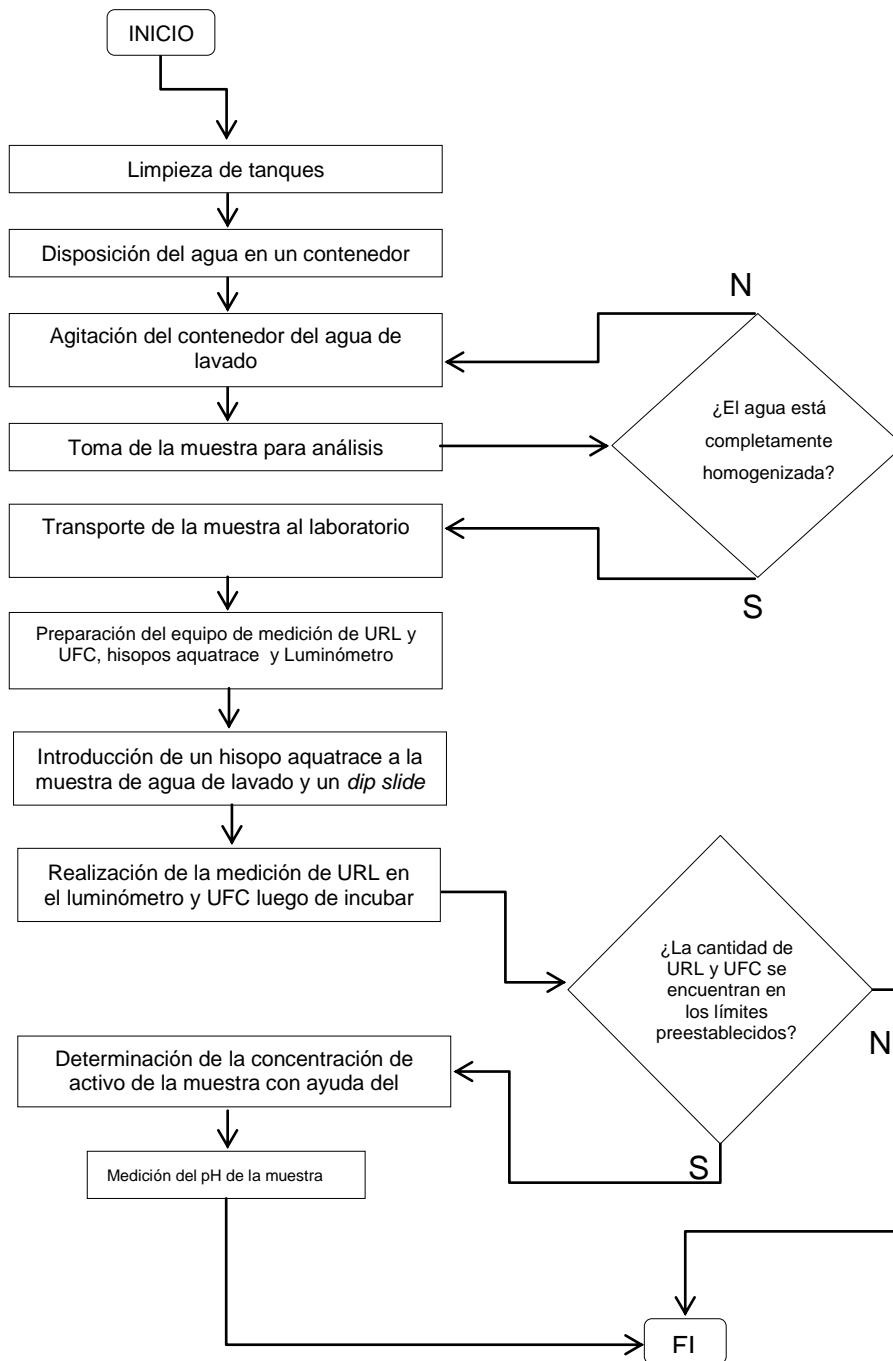 INICIO
Limpieza de tanques
Disposición del agua en un contenedor
Agitación del contenedor del agua de
lavado
Toma de la muestra para análisis
N
¿El agua está
completamente
homogenizada?
S
Transporte de la muestra al laboratorio
Preparación del equipo de medición de URL y
UFC, hisopos aquatrace y Luminómetro
Introducción de un hisopo aquatrace a la
muestra de agua de lavado y un dip slide
Realización de la medición de URL en
el luminómetro y UFC luego de incubar
¿La cantidad de
URL y UFC se
encuentran en
los límites
preestablecidos?
N
S
Determinación de la concentración de
activo de la muestra con ayuda del
Medición del pH de la muestra
FI